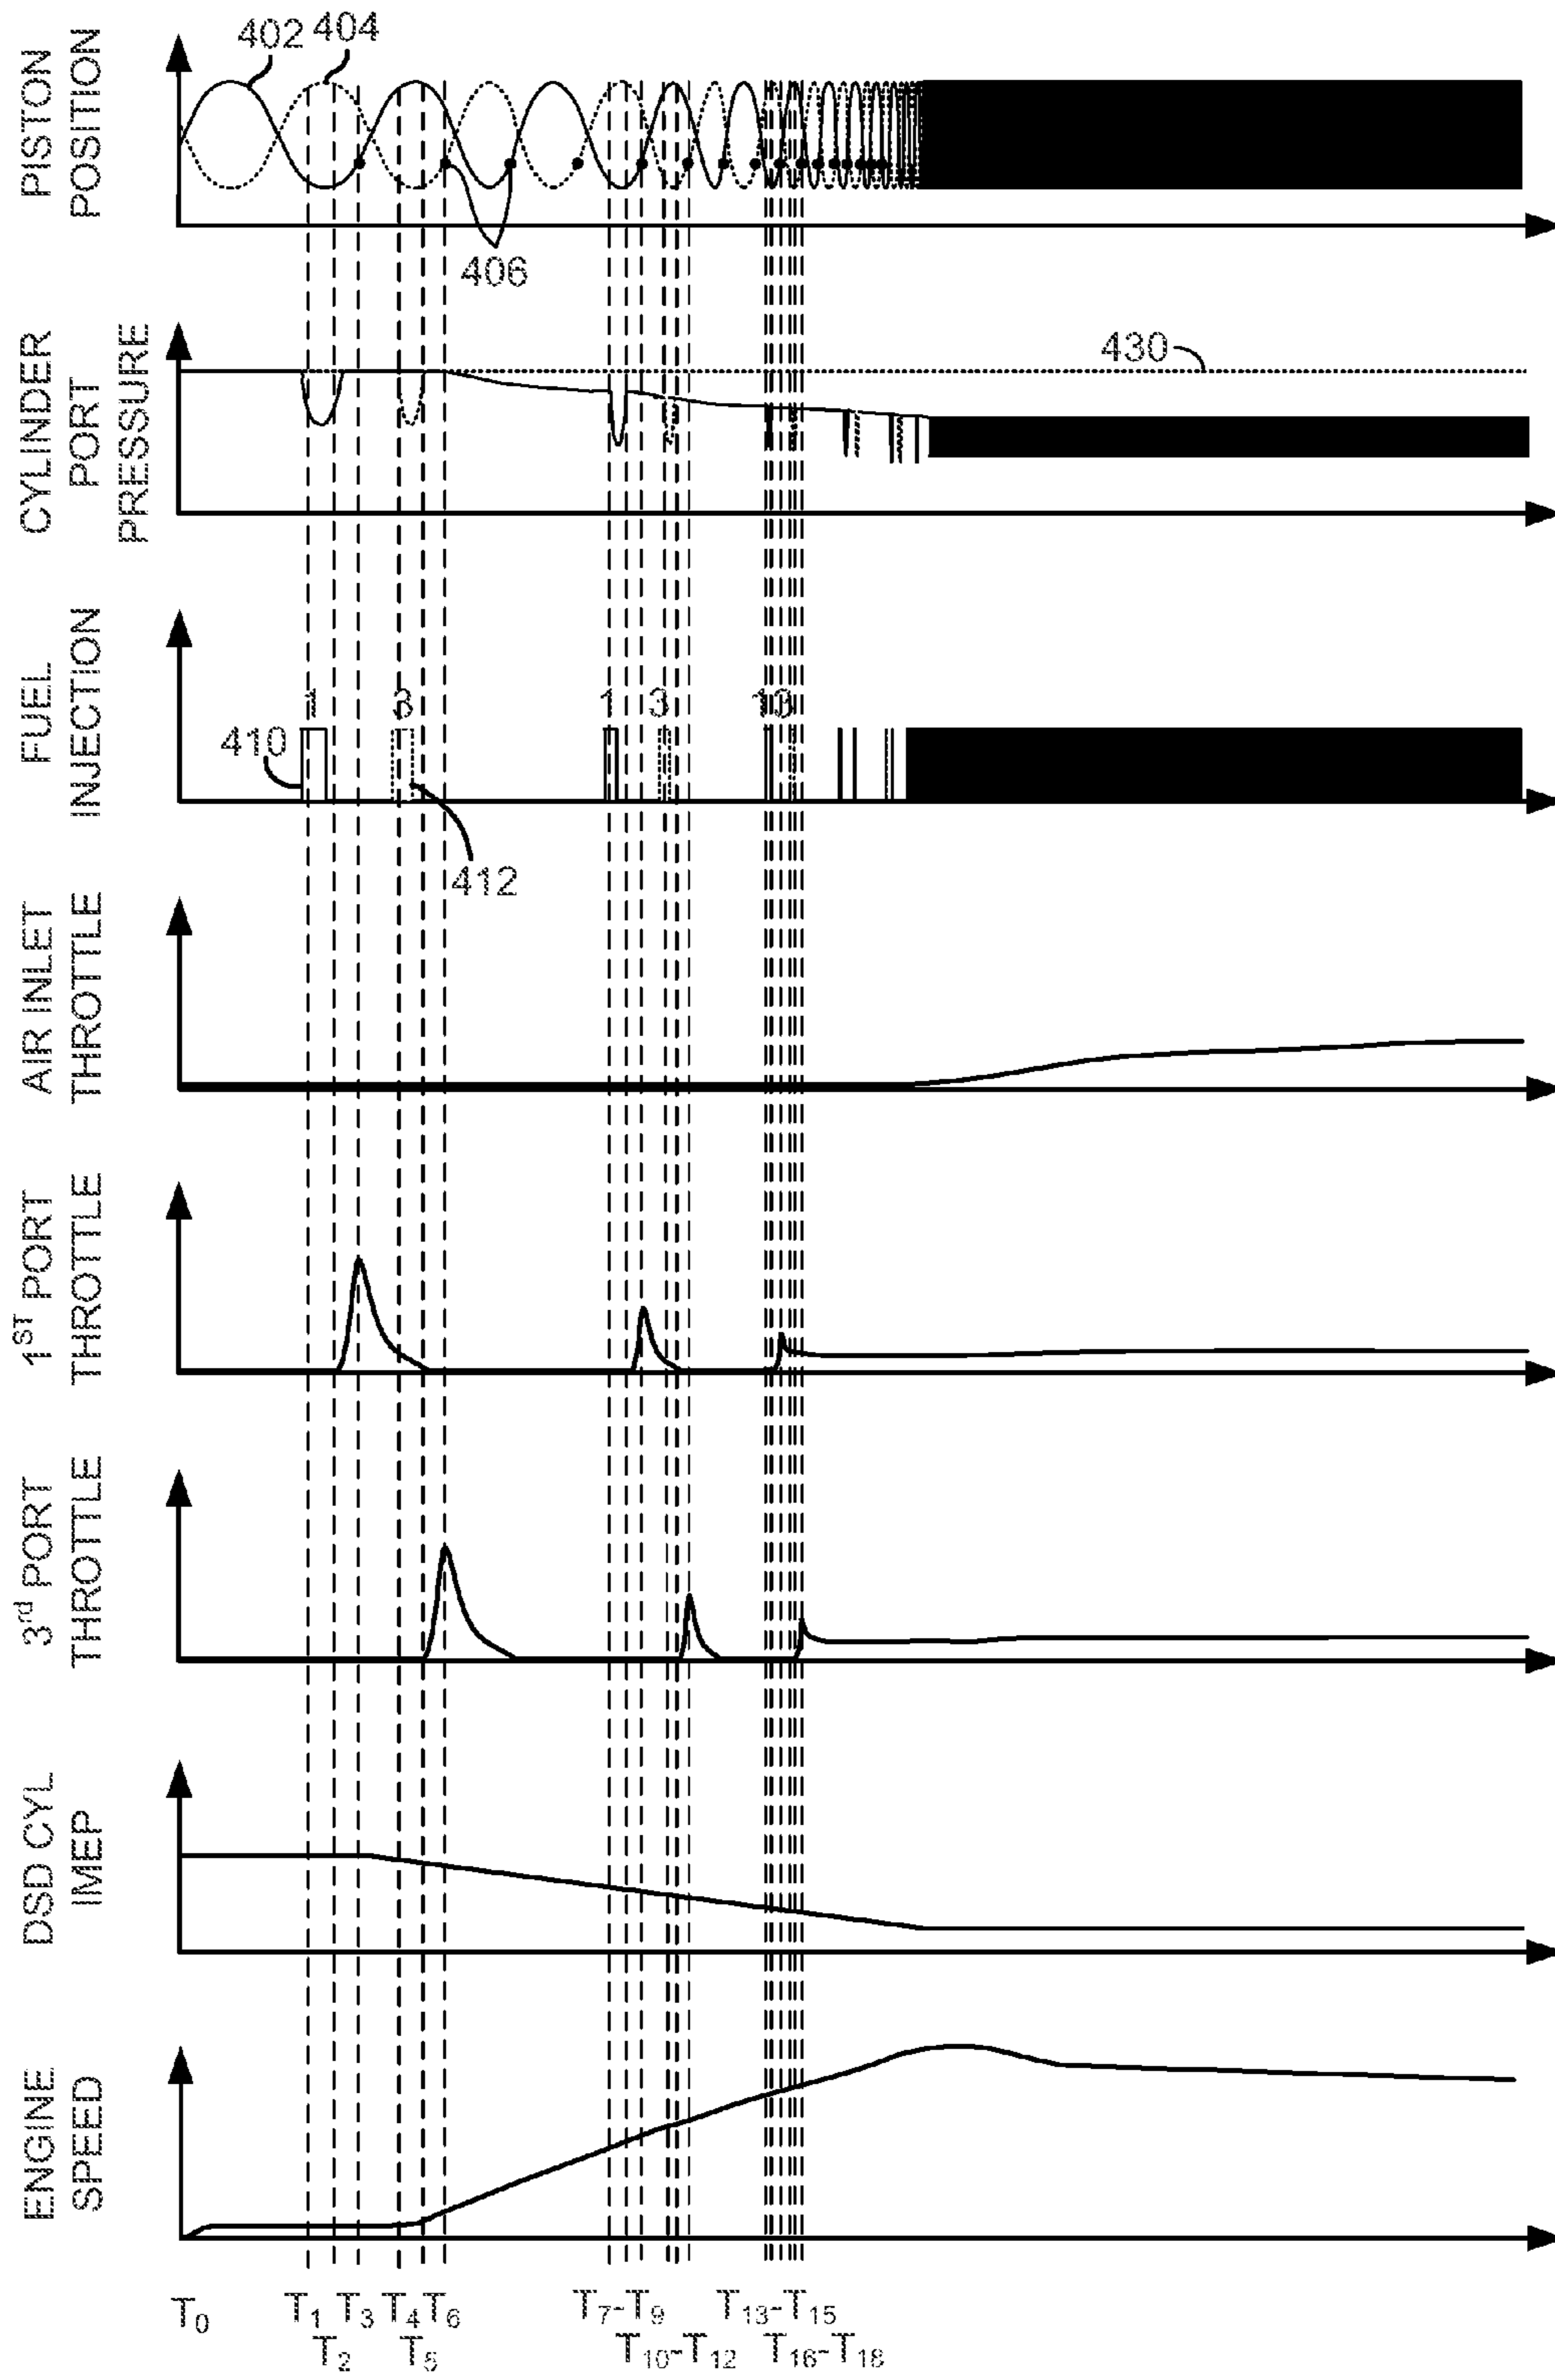 402 404
PISTON
POSITION
406
CYLINDER
PORT
PRESSURE
430
FUEL
INJECTION
1 3 1 3 1 3
410
412
AIR INLET
THROTTLE
1ST PORT
THROTTLE
3rd PORT
THROTTLE
DSD CYL
IMEP
ENGINE
SPEED
T0 T1 T3 T4 T6 T7-T9 T13-T15
T2 T5 T10-T12 T16-T18